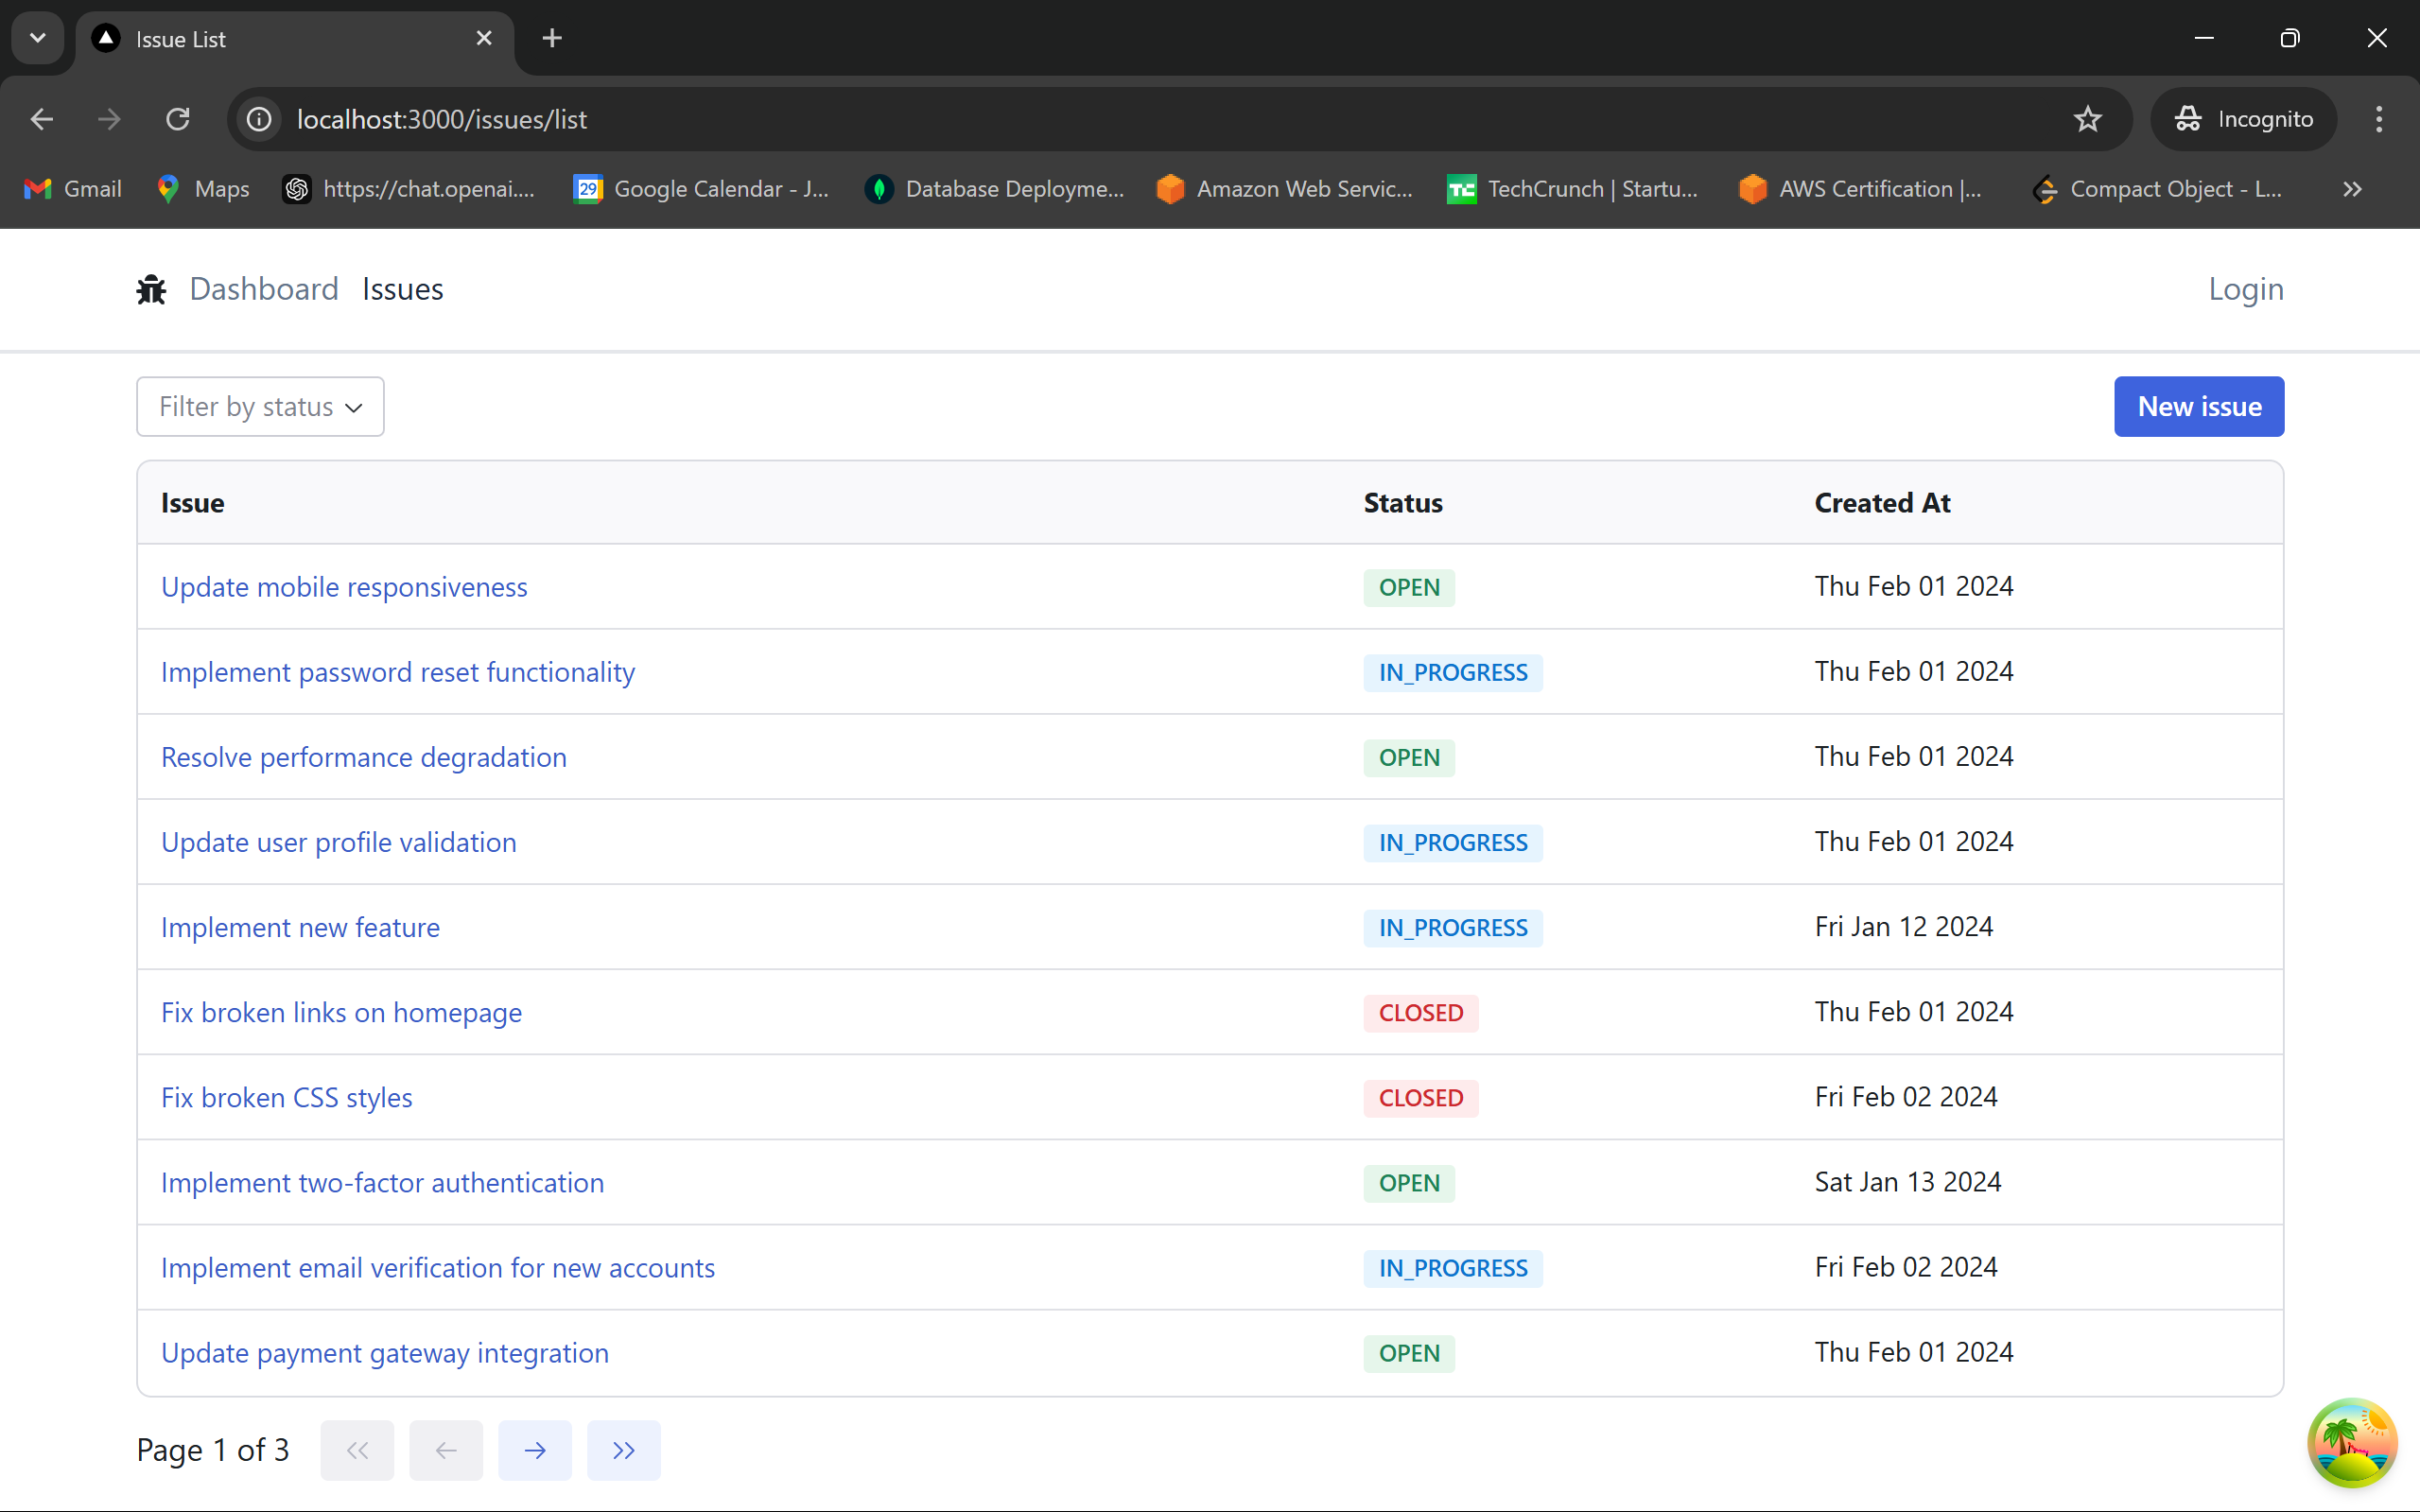 Issue List
localhost:3000/issues/list
Incognito
Gmail Maps https://chat.openai.... 29 Google Calendar - J... Database Deployme... Amazon Web Servic... TC TechCrunch | Startu... AWS Certification |... Compact Object - L...
Dashboard Issues Login
Filter by status New issue
Issue Status Created At
Update mobile responsiveness OPEN Thu Feb 01 2024
Implement password reset functionality IN_PROGRESS Thu Feb 01 2024
Resolve performance degradation OPEN Thu Feb 01 2024
Update user profile validation IN_PROGRESS Thu Feb 01 2024
Implement new feature IN_PROGRESS Fri Jan 12 2024
Fix broken links on homepage CLOSED Thu Feb 01 2024
Fix broken CSS styles CLOSED Fri Feb 02 2024
Implement two-factor authentication OPEN Sat Jan 13 2024
Implement email verification for new accounts IN_PROGRESS Fri Feb 02 2024
Update payment gateway integration OPEN Thu Feb 01 2024
Page 1 of 3